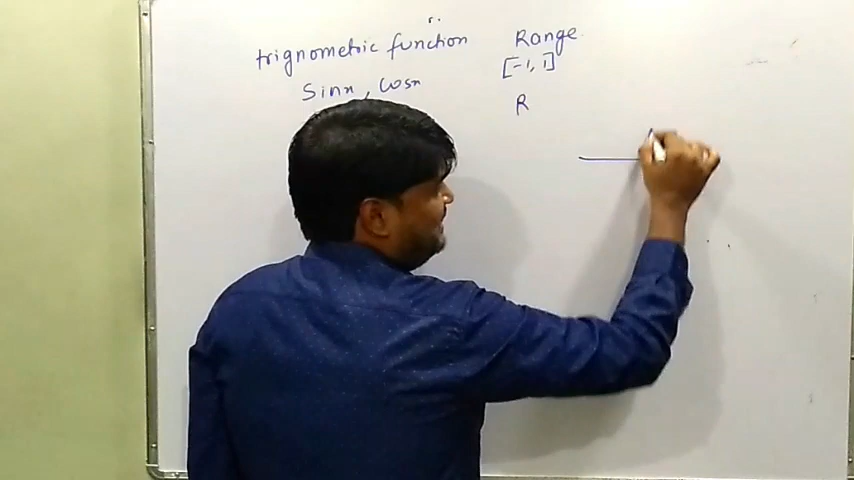 trignometric function Range
Sinx, Cosx [-1, 1]
R